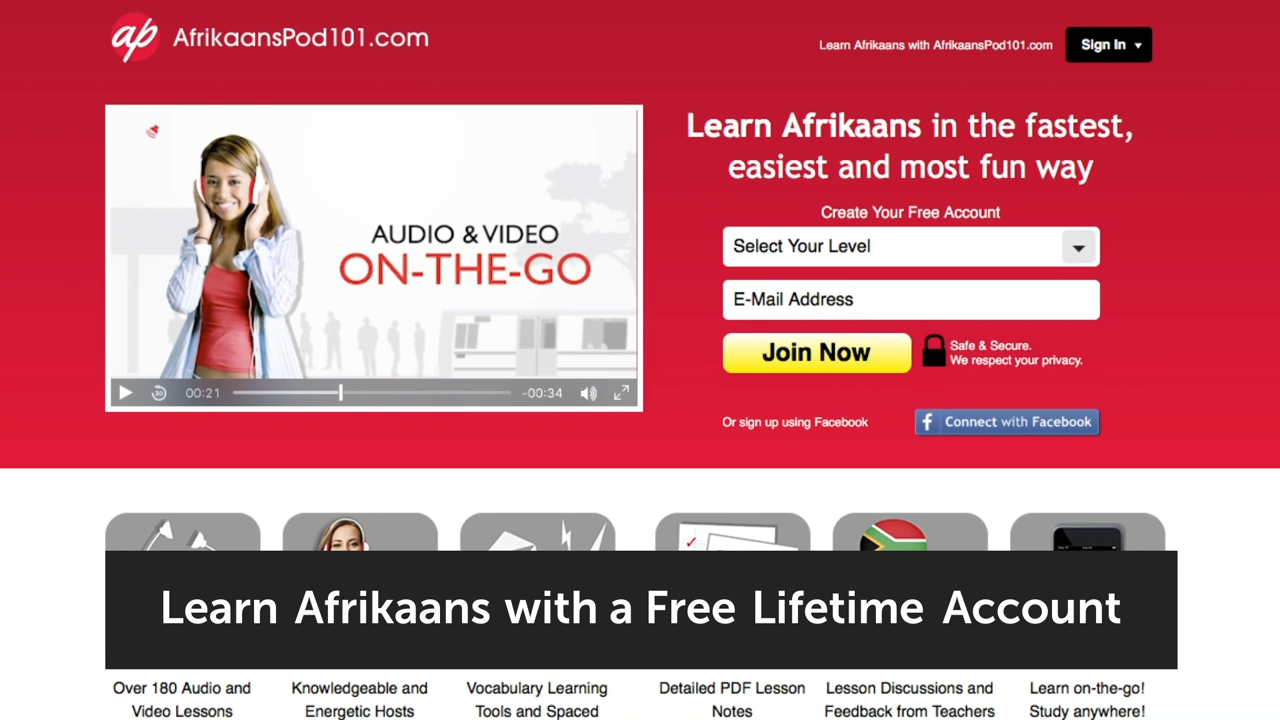 ap AfrikaansPod101.com
Learn Afrikaans with AfrikaansPod101.com
Sign In
AUDIO & VIDEO
ON-THE-GO
30
00:21
-00:34
Learn Afrikaans in the fastest,
easiest and most fun way
Create Your Free Account
Select Your Level
E-Mail Address
Join Now
Safe & Secure.
We respect your privacy.
Or sign up using Facebook
f Connect with Facebook
Learn Afrikaans with a Free Lifetime Account
Over 180 Audio and
Video Lessons
Knowledgeable and
Energetic Hosts
Vocabulary Learning
Tools and Spaced
Detailed PDF Lesson
Notes
Lesson Discussions and
Feedback from Teachers
Learn on-the-go!
Study anywhere!